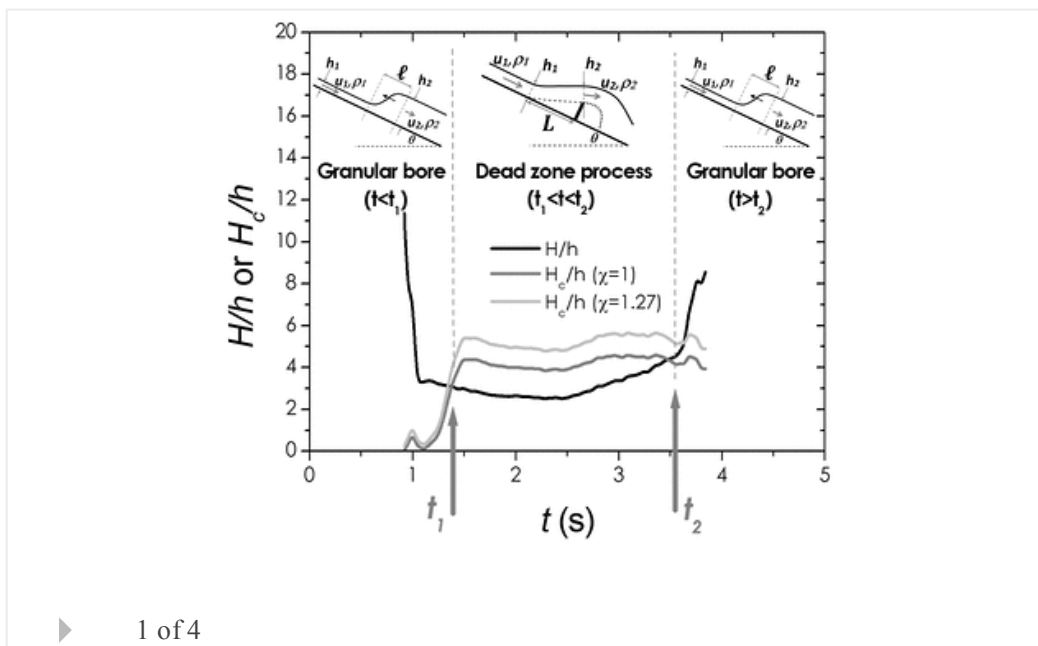 20
18
16
14
12
10
8
6
4
2
0
H/h or H_c/h
h₁
u₁,ρ₁
ℓ
h₂
u₂,ρ₂
θ
Granular bore
(t<t₁)
u₁,ρ₁
h₁
h₂
u₂,ρ₂
L
θ
Dead zone process
(t₁<t<t₂)
h₁
u₁,ρ₁
ℓ
h₂
u₂,ρ₂
θ
Granular bore
(t>t₂)
H/h
H_c/h (χ=1)
H_c/h (χ=1.27)
0 1 2 3 4 5
t₁ t (s) t₂
1 of 4